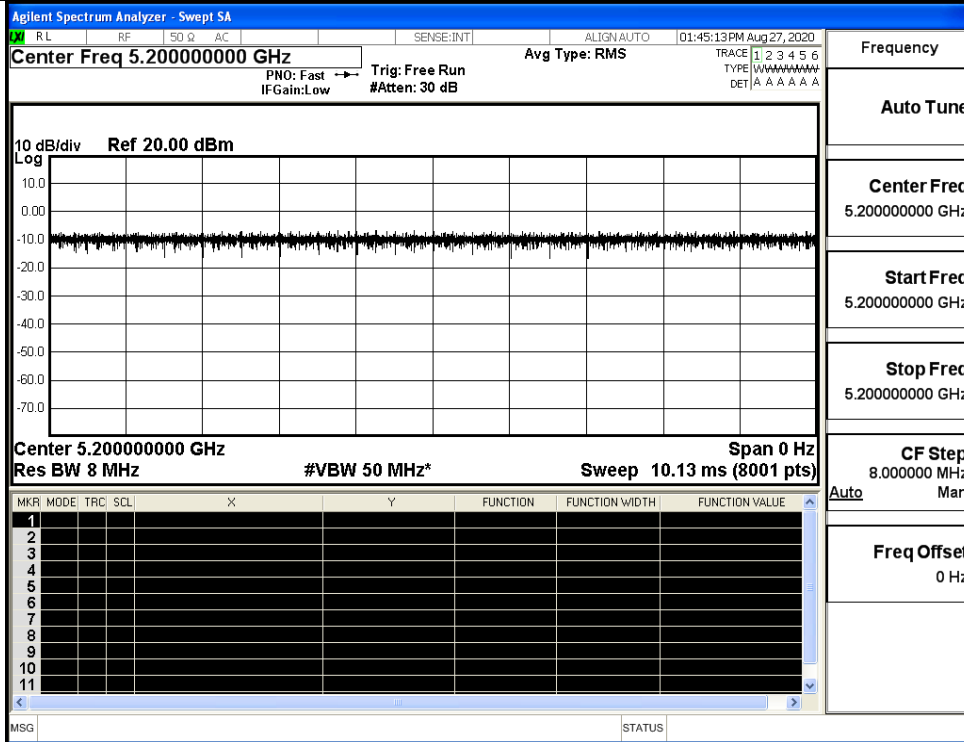 Agilent Spectrum Analyzer - Swept SA
LXI RL RF 50 Ω AC SENSE:INT ALIGN AUTO 01:45:13 PM Aug 27, 2020
Center Freq 5.200000000 GHz
PNO: Fast
IFGain:Low
Trig: Free Run
#Atten: 30 dB
Avg Type: RMS
TRACE 1 2 3 4 5 6
TYPE WWWWWW
DET A A A A A A
10 dB/div Ref 20.00 dBm
Log
10.0
0.00
-10.0
-20.0
-30.0
-40.0
-50.0
-60.0
-70.0
Center 5.200000000 GHz Span 0 Hz
Res BW 8 MHz #VBW 50 MHz* Sweep 10.13 ms (8001 pts)
MKR MODE TRC SCL X Y FUNCTION FUNCTION WIDTH FUNCTION VALUE
1
2
3
4
5
6
7
8
9
10
11
MSG STATUS
Frequency
Auto Tune
Center Freq
5.200000000 GHz
Start Freq
5.200000000 GHz
Stop Freq
5.200000000 GHz
CF Step
8.000000 MHz
Auto Man
Freq Offset
0 Hz